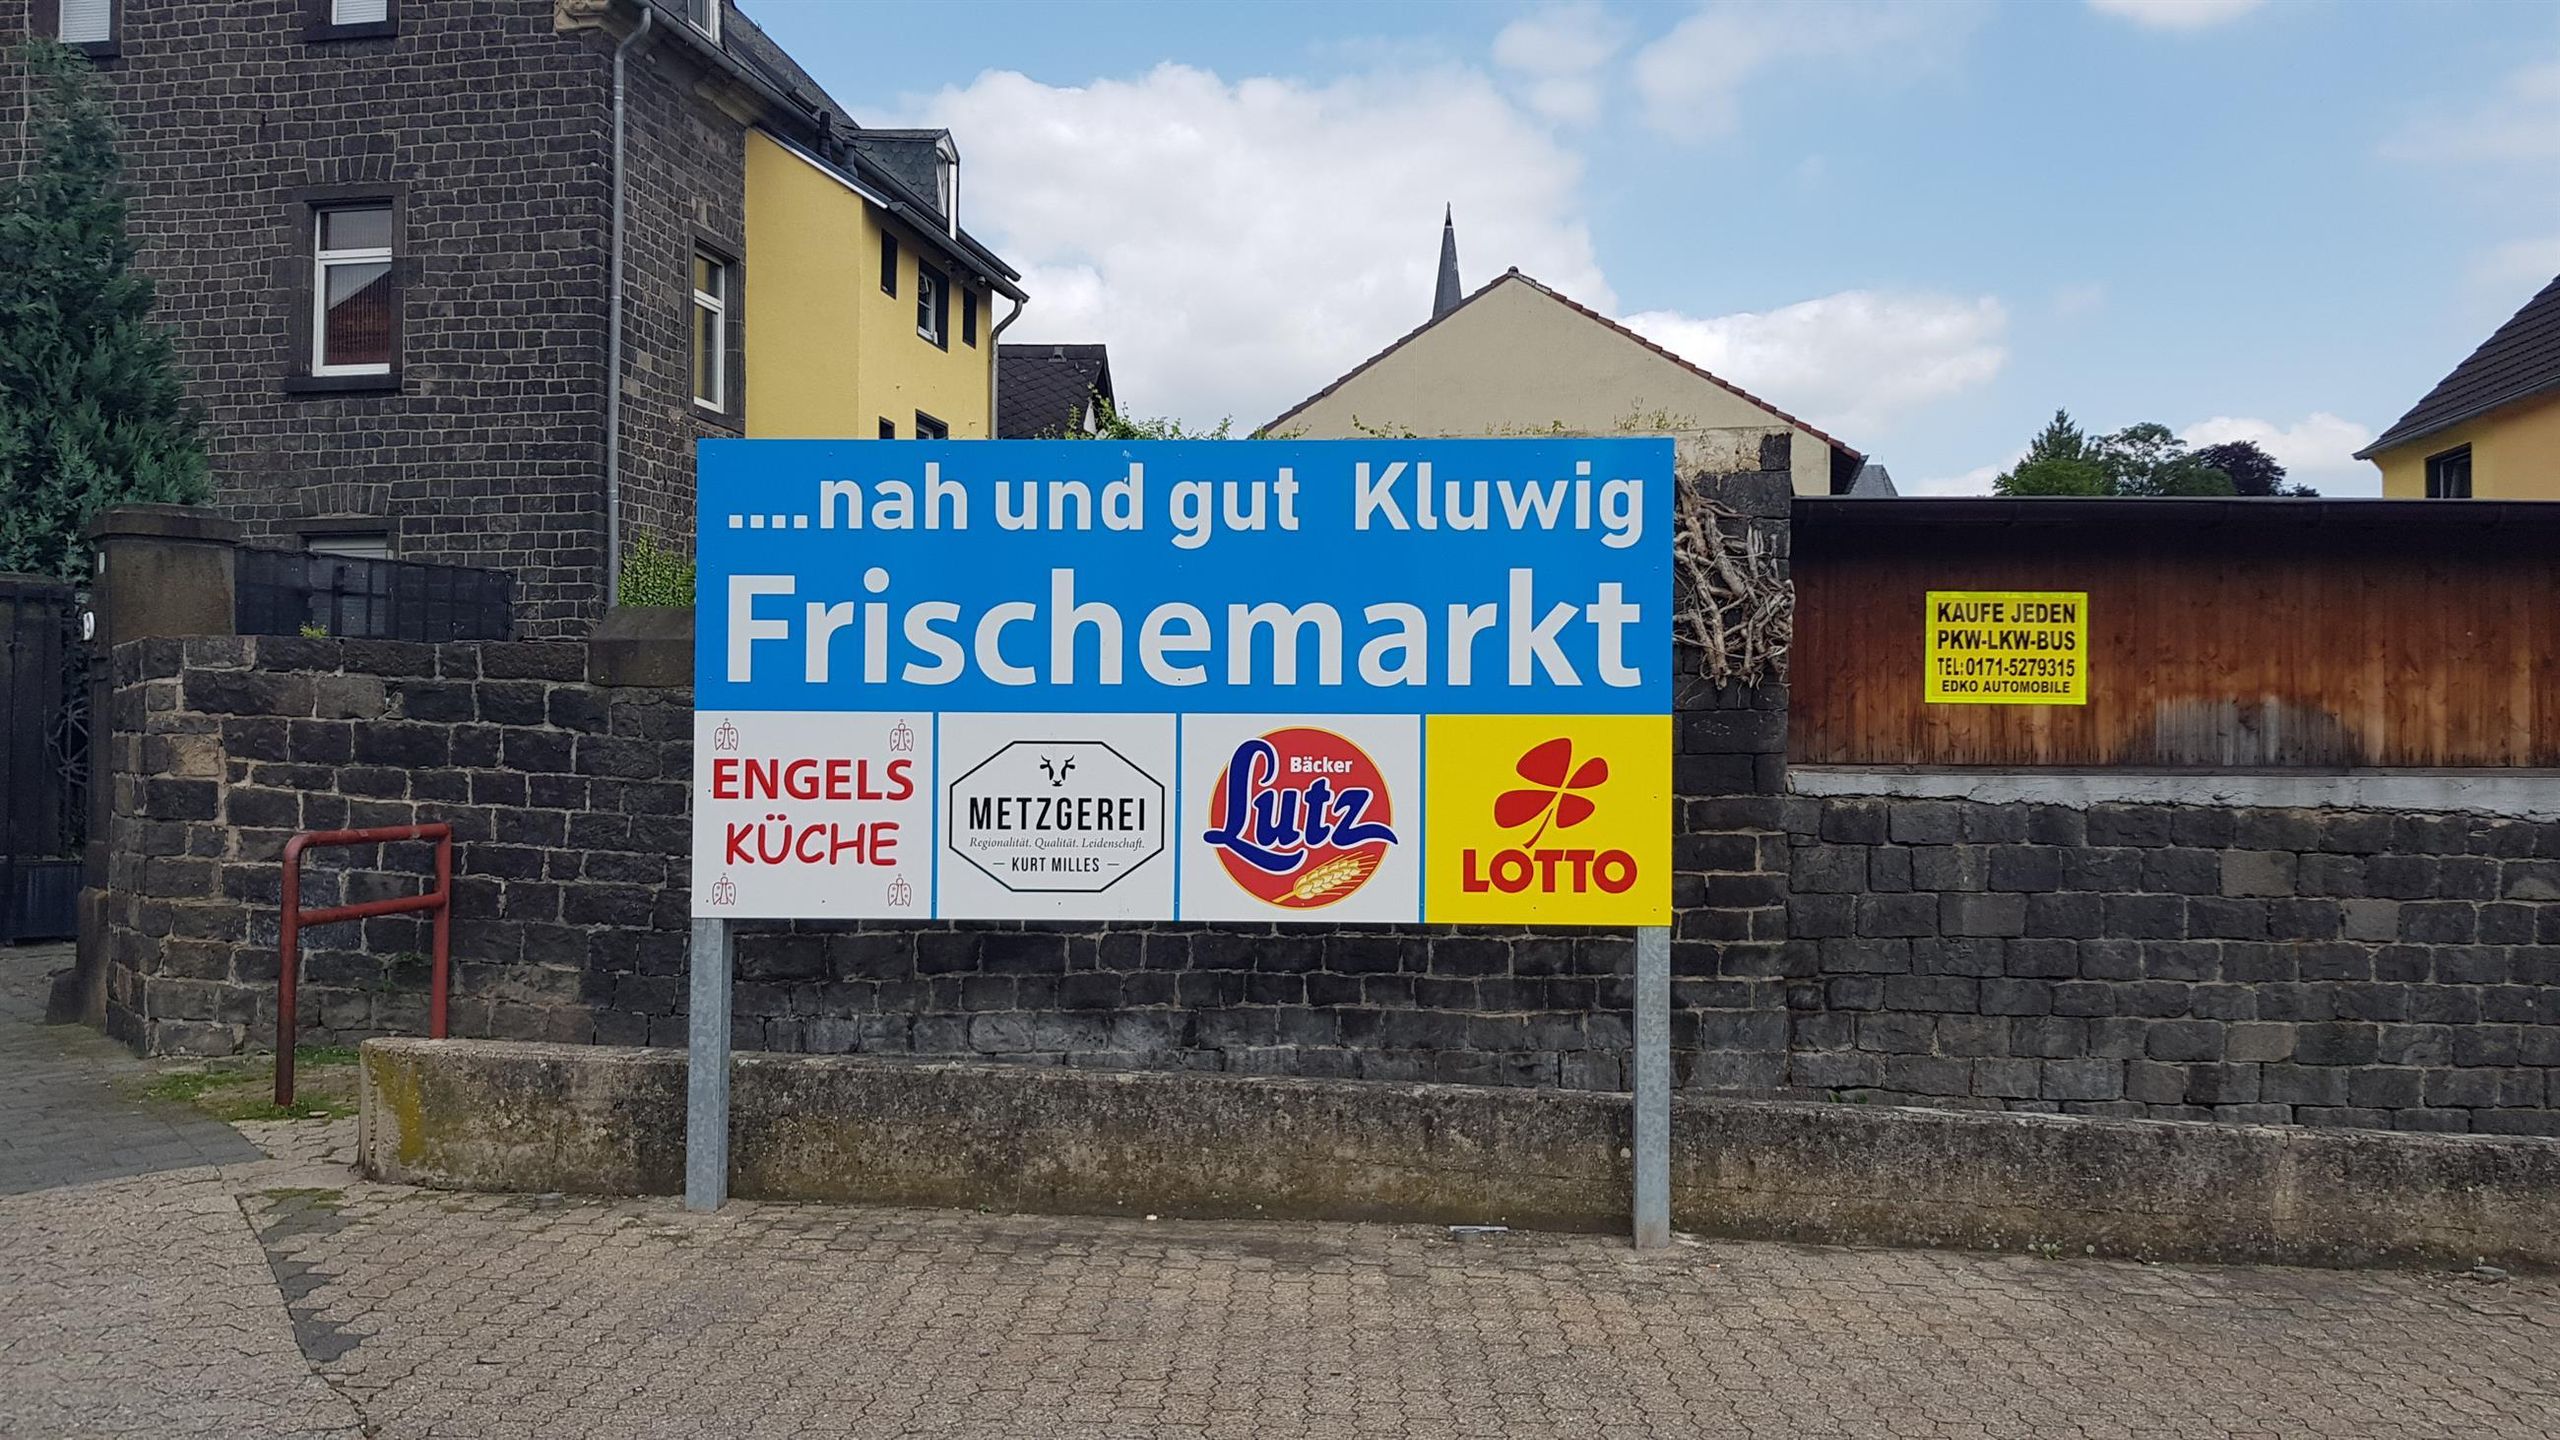 ....nah und gut Kluwig
Frischemarkt
ENGELS
KÜCHE
METZGEREI
Regionalität. Qualität. Leidenschaft.
– KURT MILLES –
Bäcker
Lutz
LOTTO
KAUFE JEDEN
PKW-LKW-BUS
TEL:0171-5279315
EDKO AUTOMOBILE